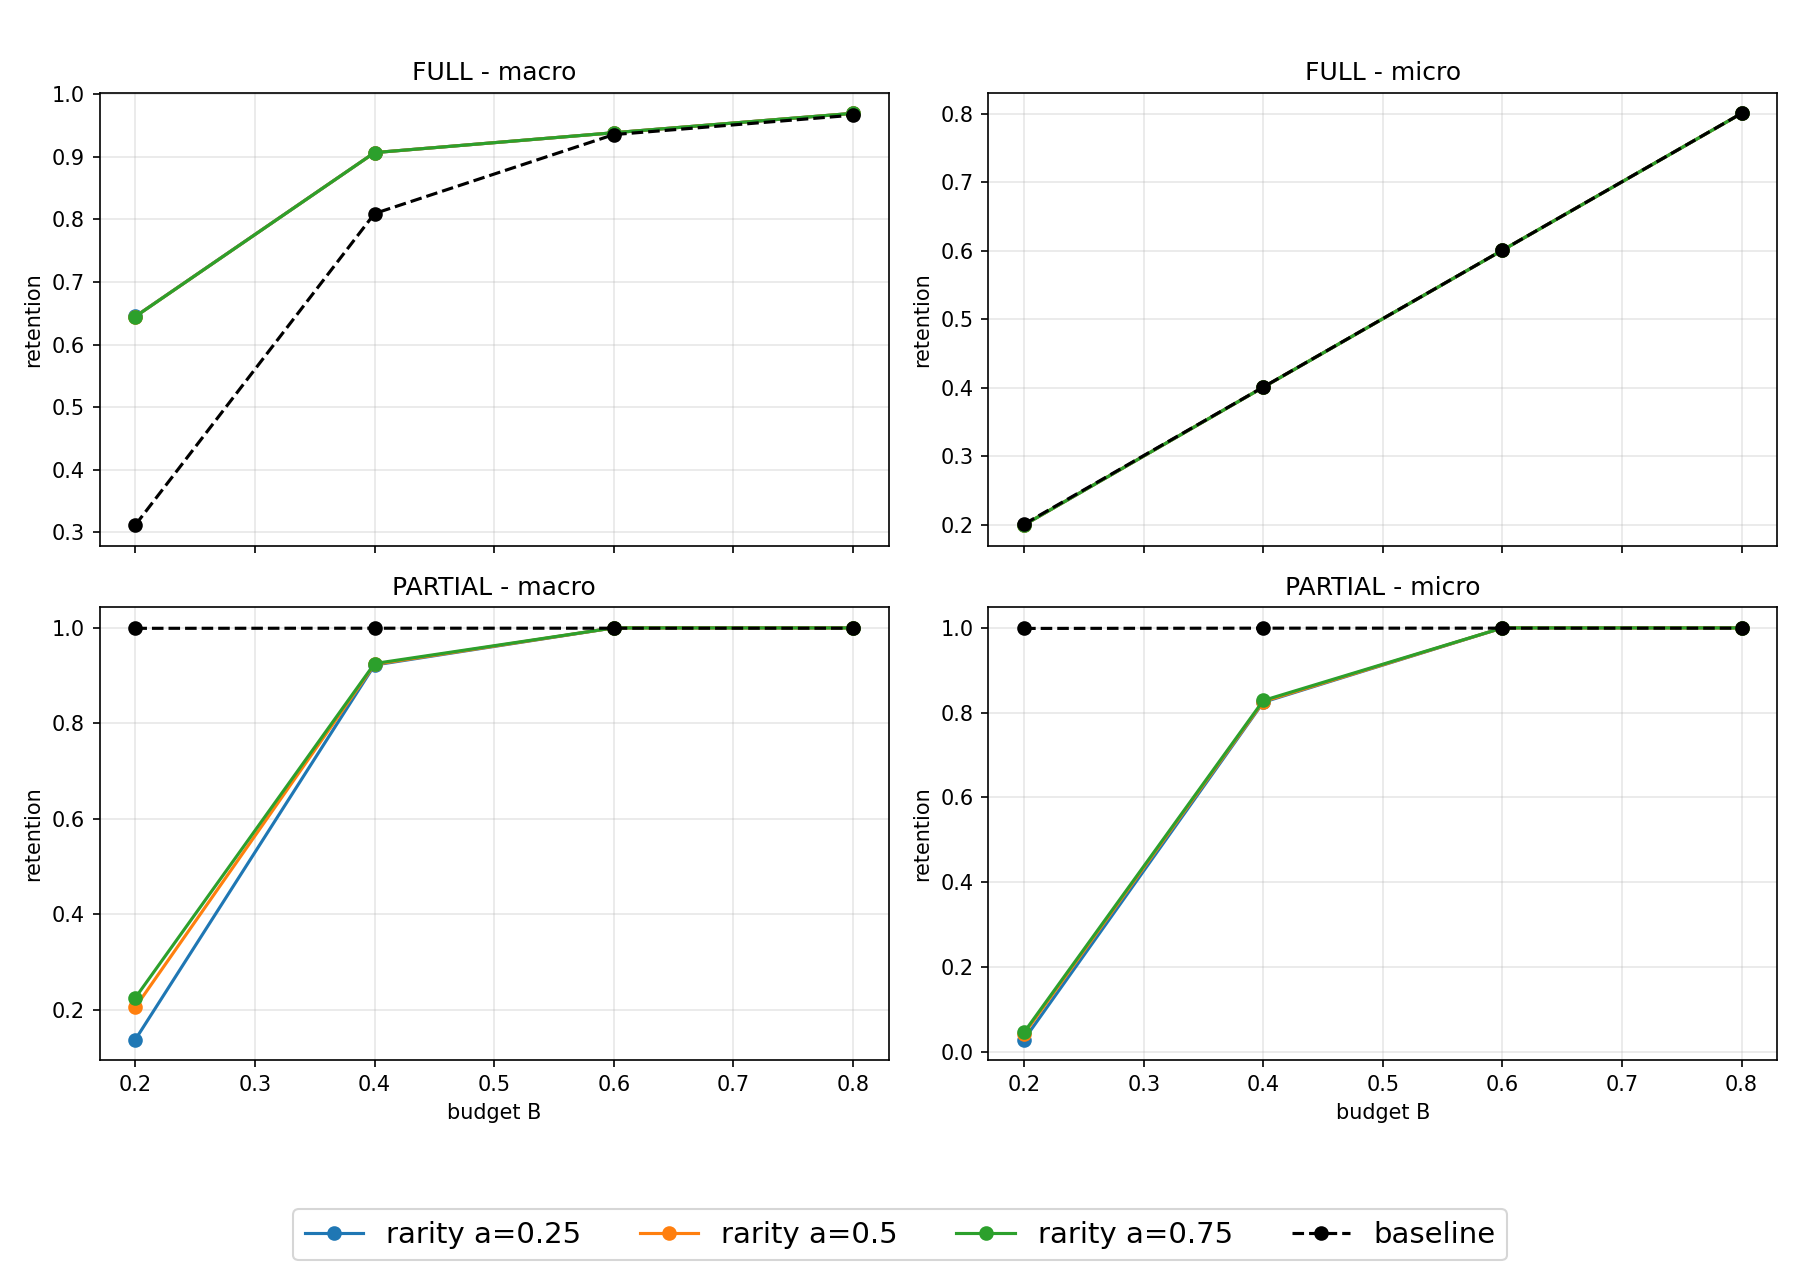 FULL - macro
FULL - micro
1.0
0.9
0.8
0.7
0.6
0.5
0.4
0.3
retention
0.8
0.7
0.6
0.5
0.4
0.3
0.2
retention
PARTIAL - macro
PARTIAL - micro
1.0
0.8
0.6
0.4
0.2
retention
0.2 0.3 0.4 0.5 0.6 0.7 0.8
budget B
1.0
0.8
0.6
0.4
0.2
0.0
retention
0.2 0.3 0.4 0.5 0.6 0.7 0.8
budget B
rarity a=0.25 rarity a=0.5 rarity a=0.75 baseline